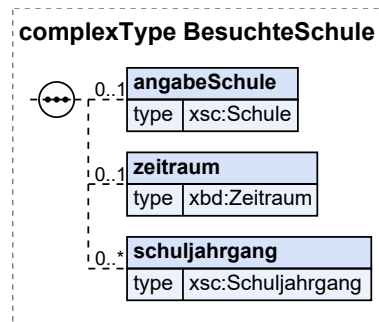 complexType BesuchteSchule
0..1 angabeSchule
type xsc:Schule
0..1 zeitraum
type xbd:Zeitraum
0..* schuljahrgang
type xsc:Schuljahrgang